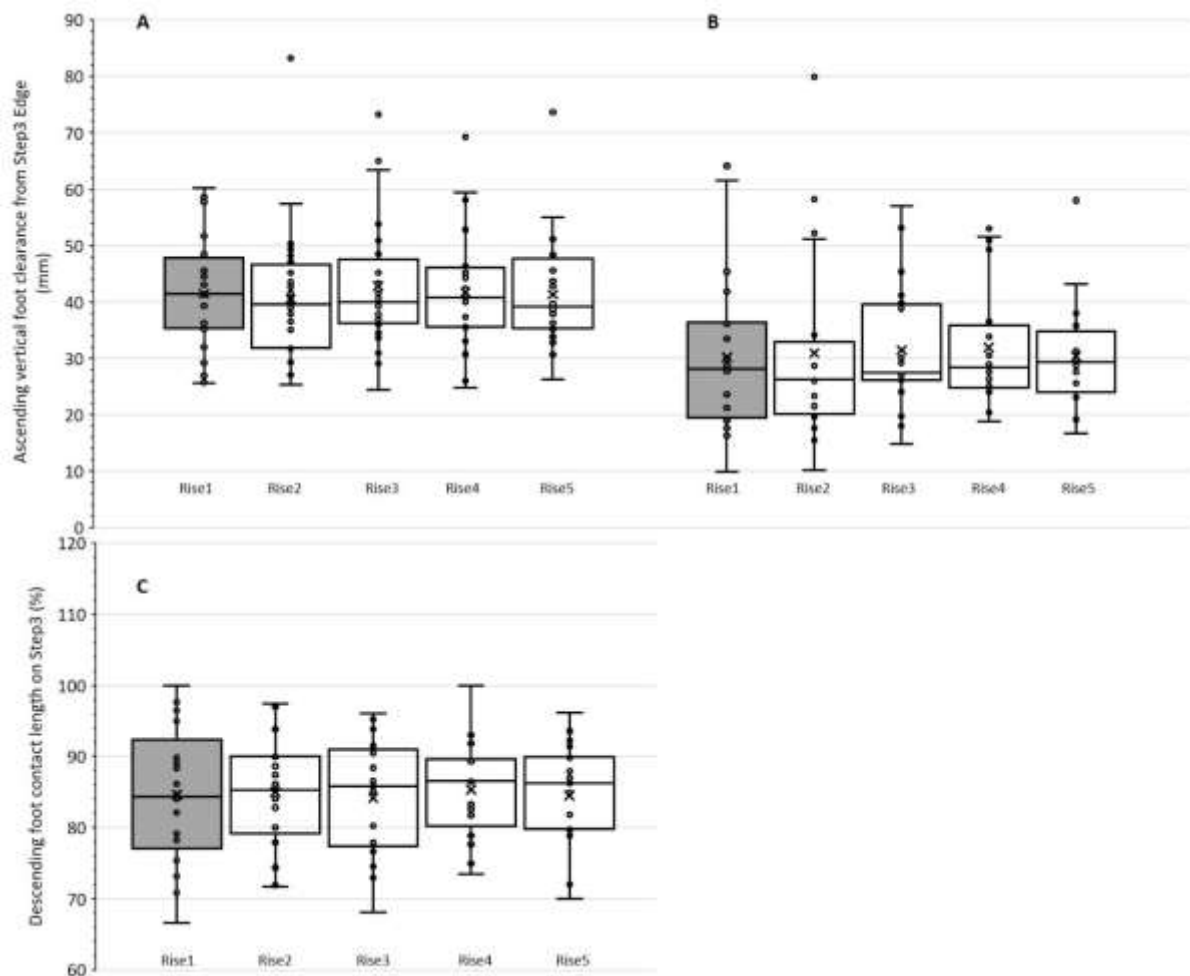 A
B
Ascending vertical foot clearance from Step3 Edge
(mm)
90
80
70
60
50
40
30
20
10
0
Rise1 Rise2 Rise3 Rise4 Rise5
Rise1 Rise2 Rise3 Rise4 Rise5
C
Descending foot contact length on Step3 (%)
120
110
100
90
80
70
60
Rise1 Rise2 Rise3 Rise4 Rise5